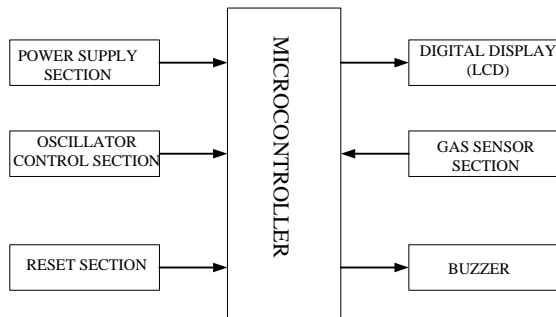 POWER SUPPLY
SECTION
OSCILLATOR
CONTROL SECTION
RESET SECTION
MICROCONTROLLER
DIGITAL DISPLAY
(LCD)
GAS SENSOR
SECTION
BUZZER